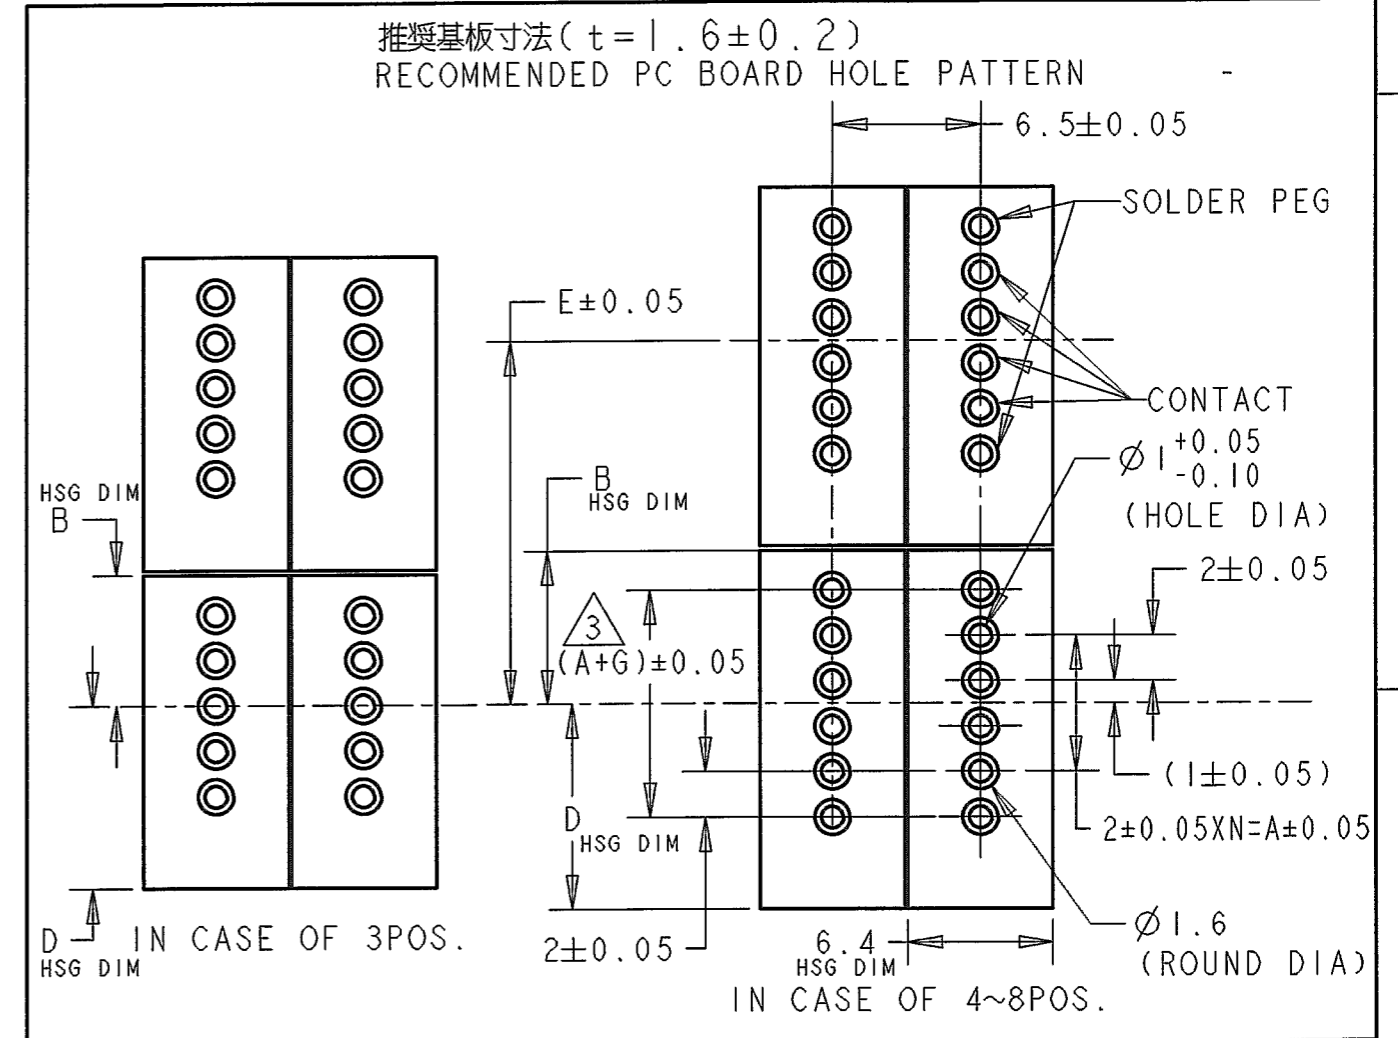 推奨基板寸法(t=1.6±0.2)
RECOMMENDED PC BOARD HOLE PATTERN
6.5±0.05
SOLDER PEG
E±0.05
CONTACT
Ø1 +0.05
-0.10
(HOLE DIA)
HSG DIM
B
B
HSG DIM
2±0.05
3
(A+G)±0.05
(1±0.05)
D
HSG DIM
2±0.05XN=A±0.05
Ø1.6
(ROUND DIA)
D
HSG DIM
IN CASE OF 3POS.
2±0.05
6.4
HSG DIM
IN CASE OF 4~8POS.